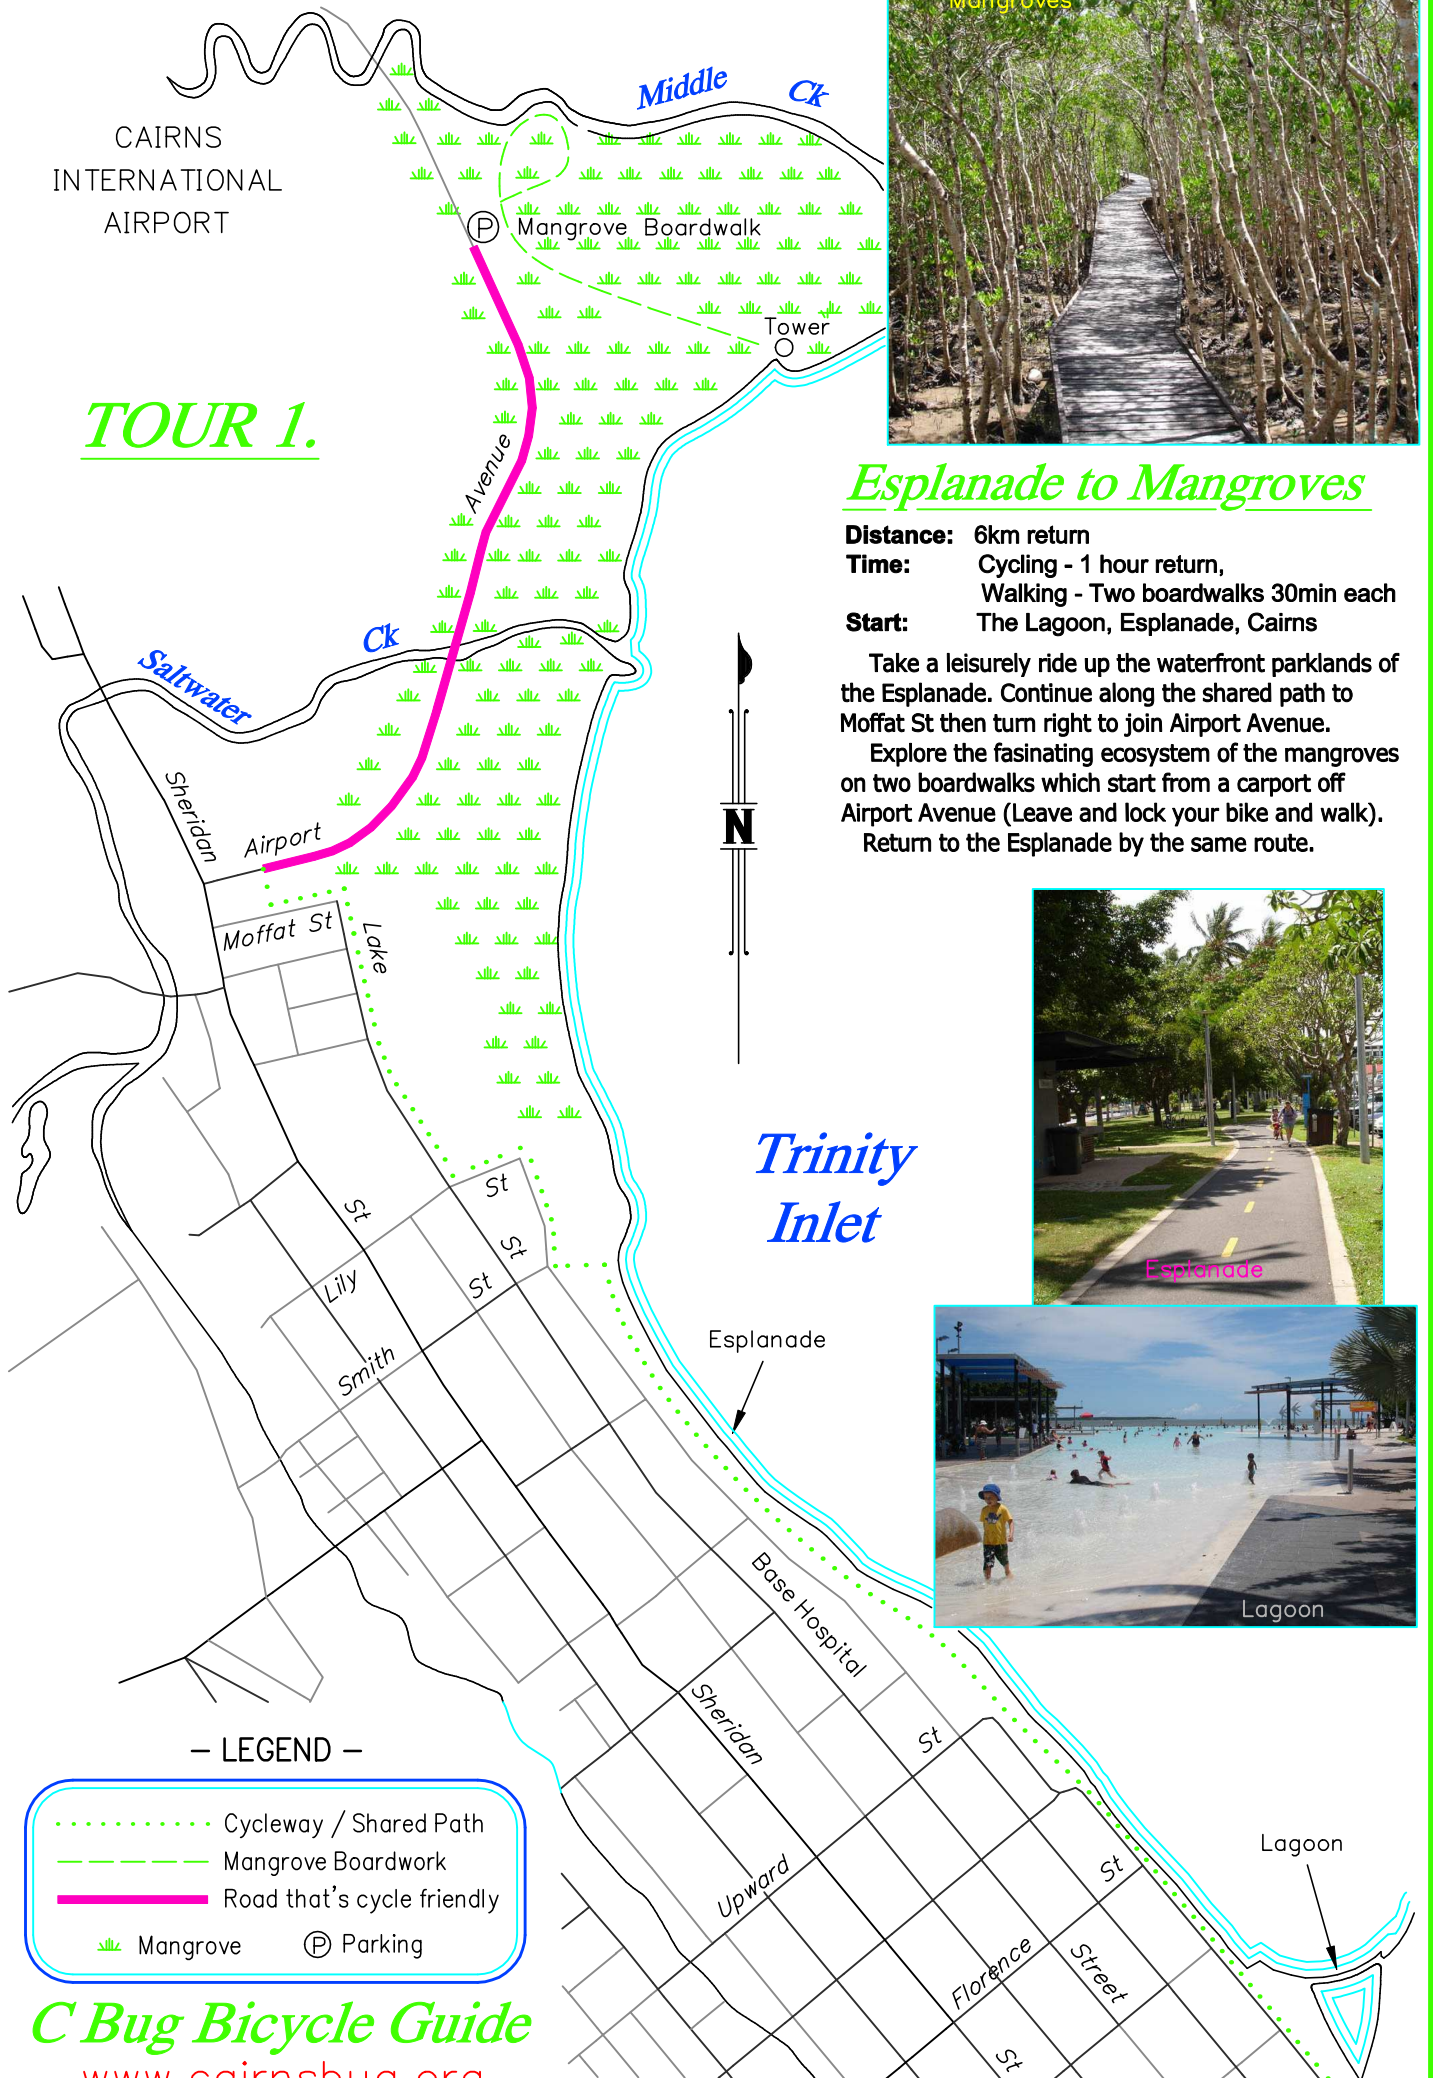 Mangroves
Middle Ck
CAIRNS
INTERNATIONAL
AIRPORT
P
Mangrove Boardwalk
Tower
TOUR 1.
Avenue
Esplanade to Mangroves
Distance: 6km return
Time: Cycling - 1 hour return,
Walking - Two boardwalks 30min each
Start: The Lagoon, Esplanade, Cairns
Take a leisurely ride up the waterfront parklands of
the Esplanade. Continue along the shared path to
Moffat St then turn right to join Airport Avenue.
Explore the fasinating ecosystem of the mangroves
on two boardwalks which start from a carport off
Airport Avenue (Leave and lock your bike and walk).
Return to the Esplanade by the same route.
Saltwater Ck
N
Sheridan
Airport
Moffat St
Lake
Trinity
Inlet
St
St
St
Lily
St
Smith
Esplanade
Esplanade
Lagoon
Base Hospital
Sheridan
St
Upward
St
Florence
Street
St
Lagoon
- LEGEND -
Cycleway / Shared Path
Mangrove Boardwork
Road that's cycle friendly
Mangrove
P Parking
C Bug Bicycle Guide
www.cairnsbug.org